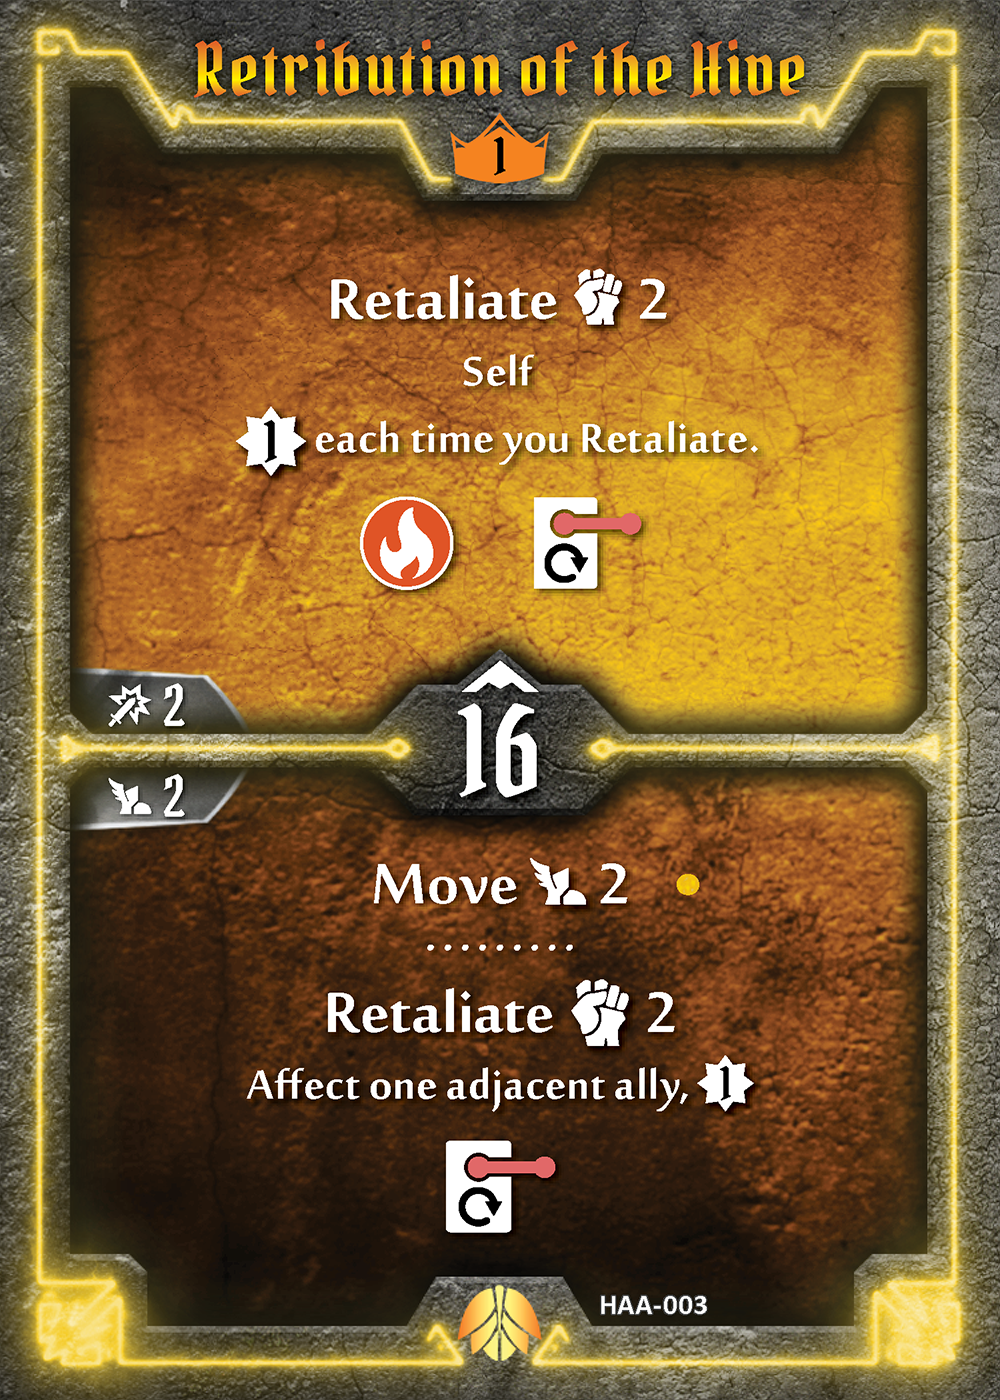 Retribution of the Hive
1
Retaliate 2
Self
1 each time you Retaliate.
2
16
2
Move 2
.........
Retaliate 2
Affect one adjacent ally, 1
HAA-003